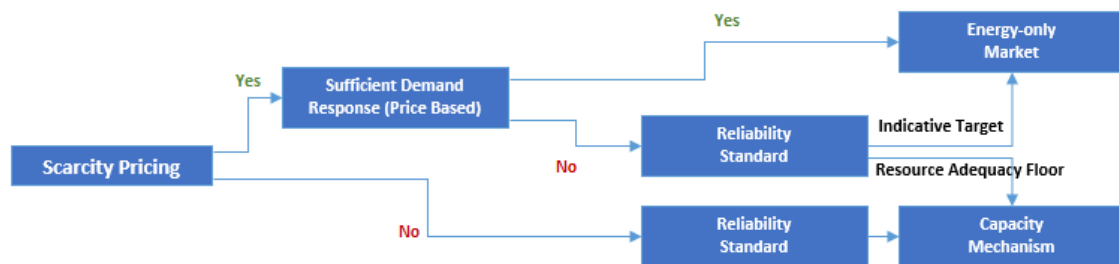 Yes
Energy-only
Market
Yes
Sufficient Demand
Response (Price Based)
Indicative Target
Reliability
Standard
No
Resource Adequacy Floor
Scarcity Pricing
No
Reliability
Standard
Capacity
Mechanism